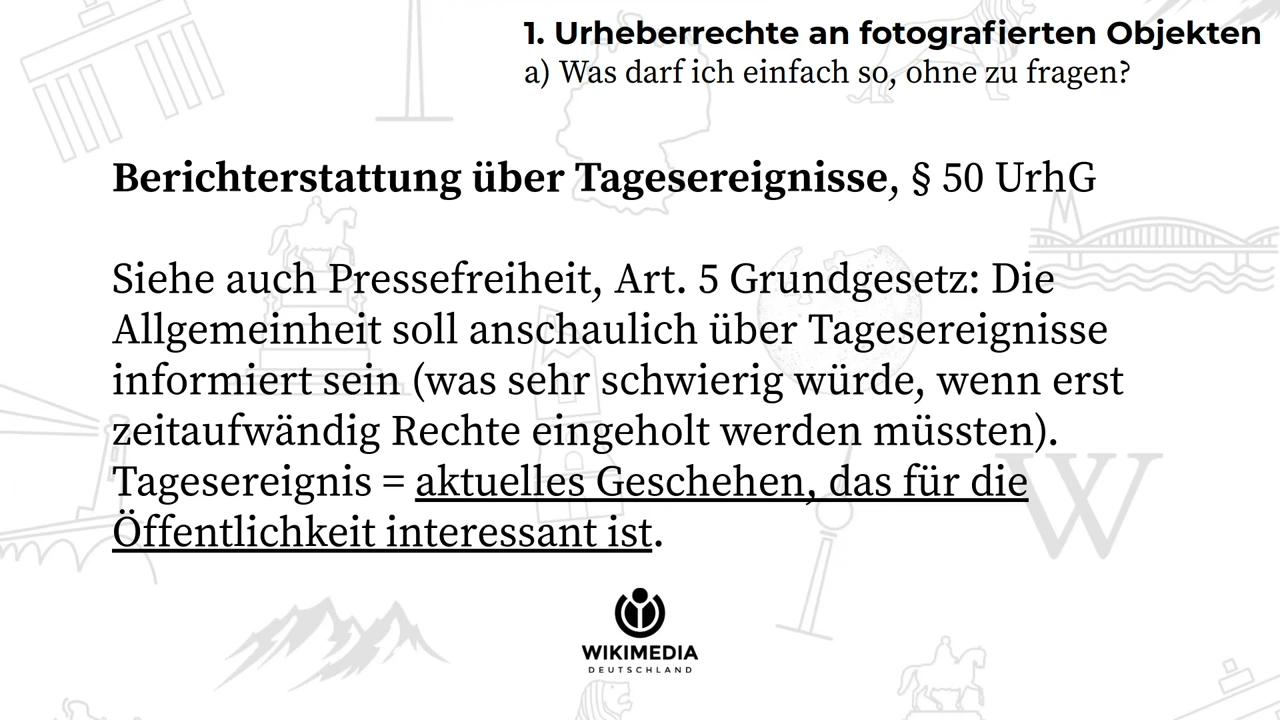 1. Urheberrechte an fotografierten Objekten
a) Was darf ich einfach so, ohne zu fragen?
Berichterstattung über Tagesereignisse, § 50 UrhG
Siehe auch Pressefreiheit, Art. 5 Grundgesetz: Die
Allgemeinheit soll anschaulich über Tagesereignisse
informiert sein (was sehr schwierig würde, wenn erst
zeitaufwändig Rechte eingeholt werden müssten).
Tagesereignis = aktuelles Geschehen, das für die
Öffentlichkeit interessant ist.
W
WIKIMEDIA
DEUTSCHLAND